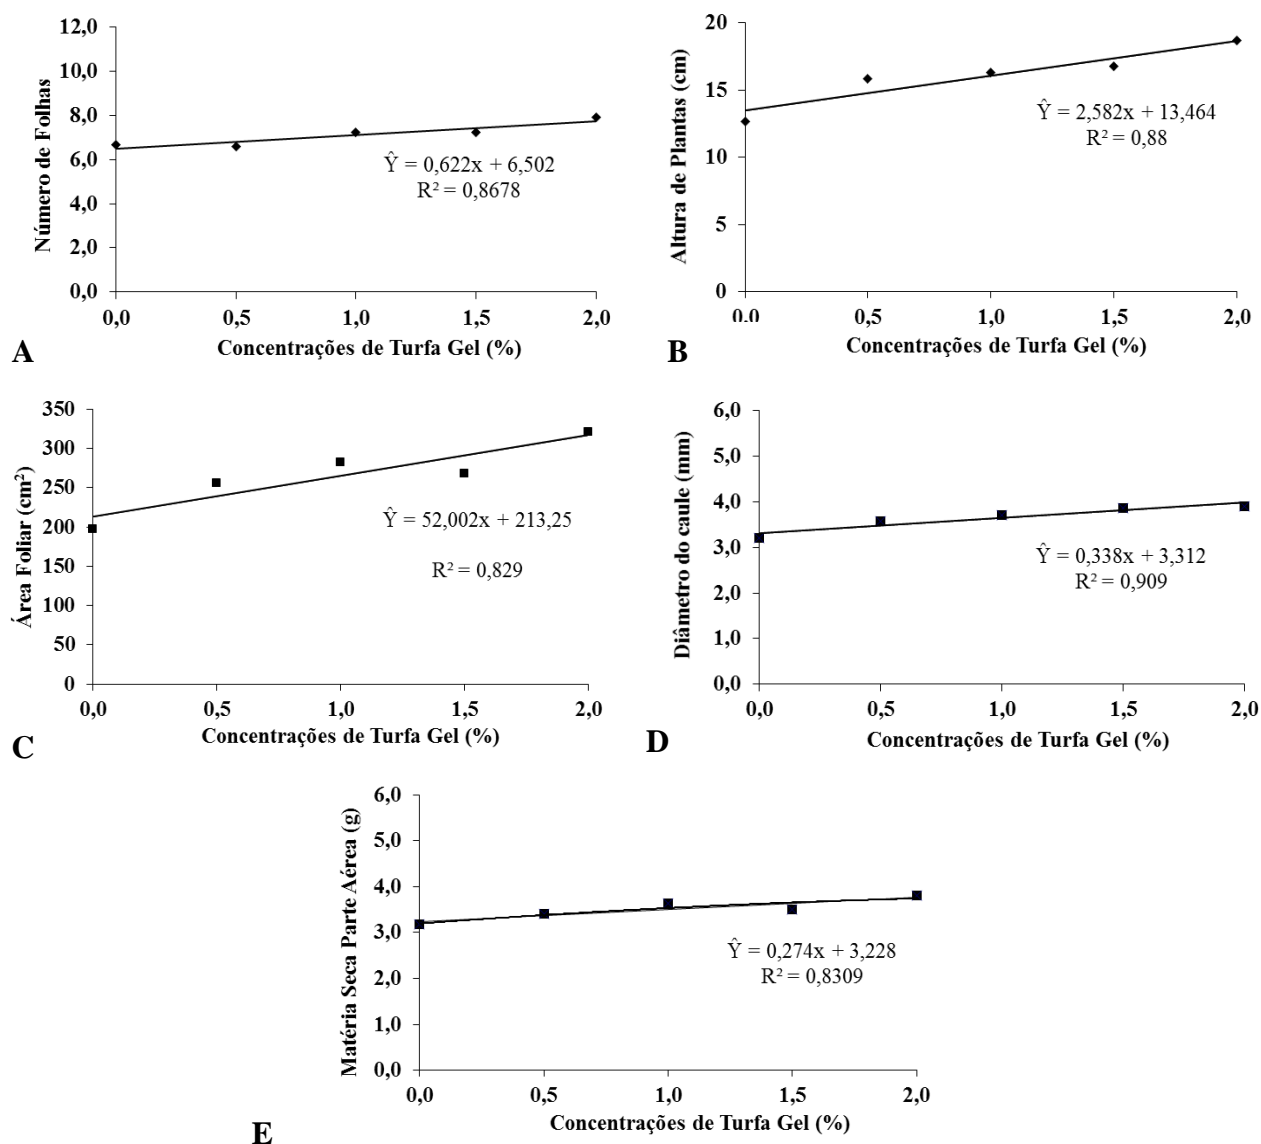 12,0
10,0
8,0
6,0
4,0
2,0
0,0
Número de Folhas
Ŷ = 0,622x + 6,502
R² = 0,8678
0,0 0,5 1,0 1,5 2,0
Concentrações de Turfa Gel (%)
A
20
15
10
5
0
Altura de Plantas (cm)
Ŷ = 2,582x + 13,464
R² = 0,88
0,0 0,5 1,0 1,5 2,0
Concentrações de Turfa Gel (%)
B
350
300
250
200
150
100
50
0
Área Foliar (cm²)
Ŷ = 52,002x + 213,25
R² = 0,829
0,0 0,5 1,0 1,5 2,0
Concentrações de Turfa Gel (%)
C
6,0
5,0
4,0
3,0
2,0
1,0
0,0
Diâmetro do caule (mm)
Ŷ = 0,338x + 3,312
R² = 0,909
0,0 0,5 1,0 1,5 2,0
Concentrações de Turfa Gel (%)
D
6,0
5,0
4,0
3,0
2,0
1,0
0,0
Matéria Seca Parte Aérea (g)
Ŷ = 0,274x + 3,228
R² = 0,8309
0,0 0,5 1,0 1,5 2,0
Concentrações de Turfa Gel (%)
E